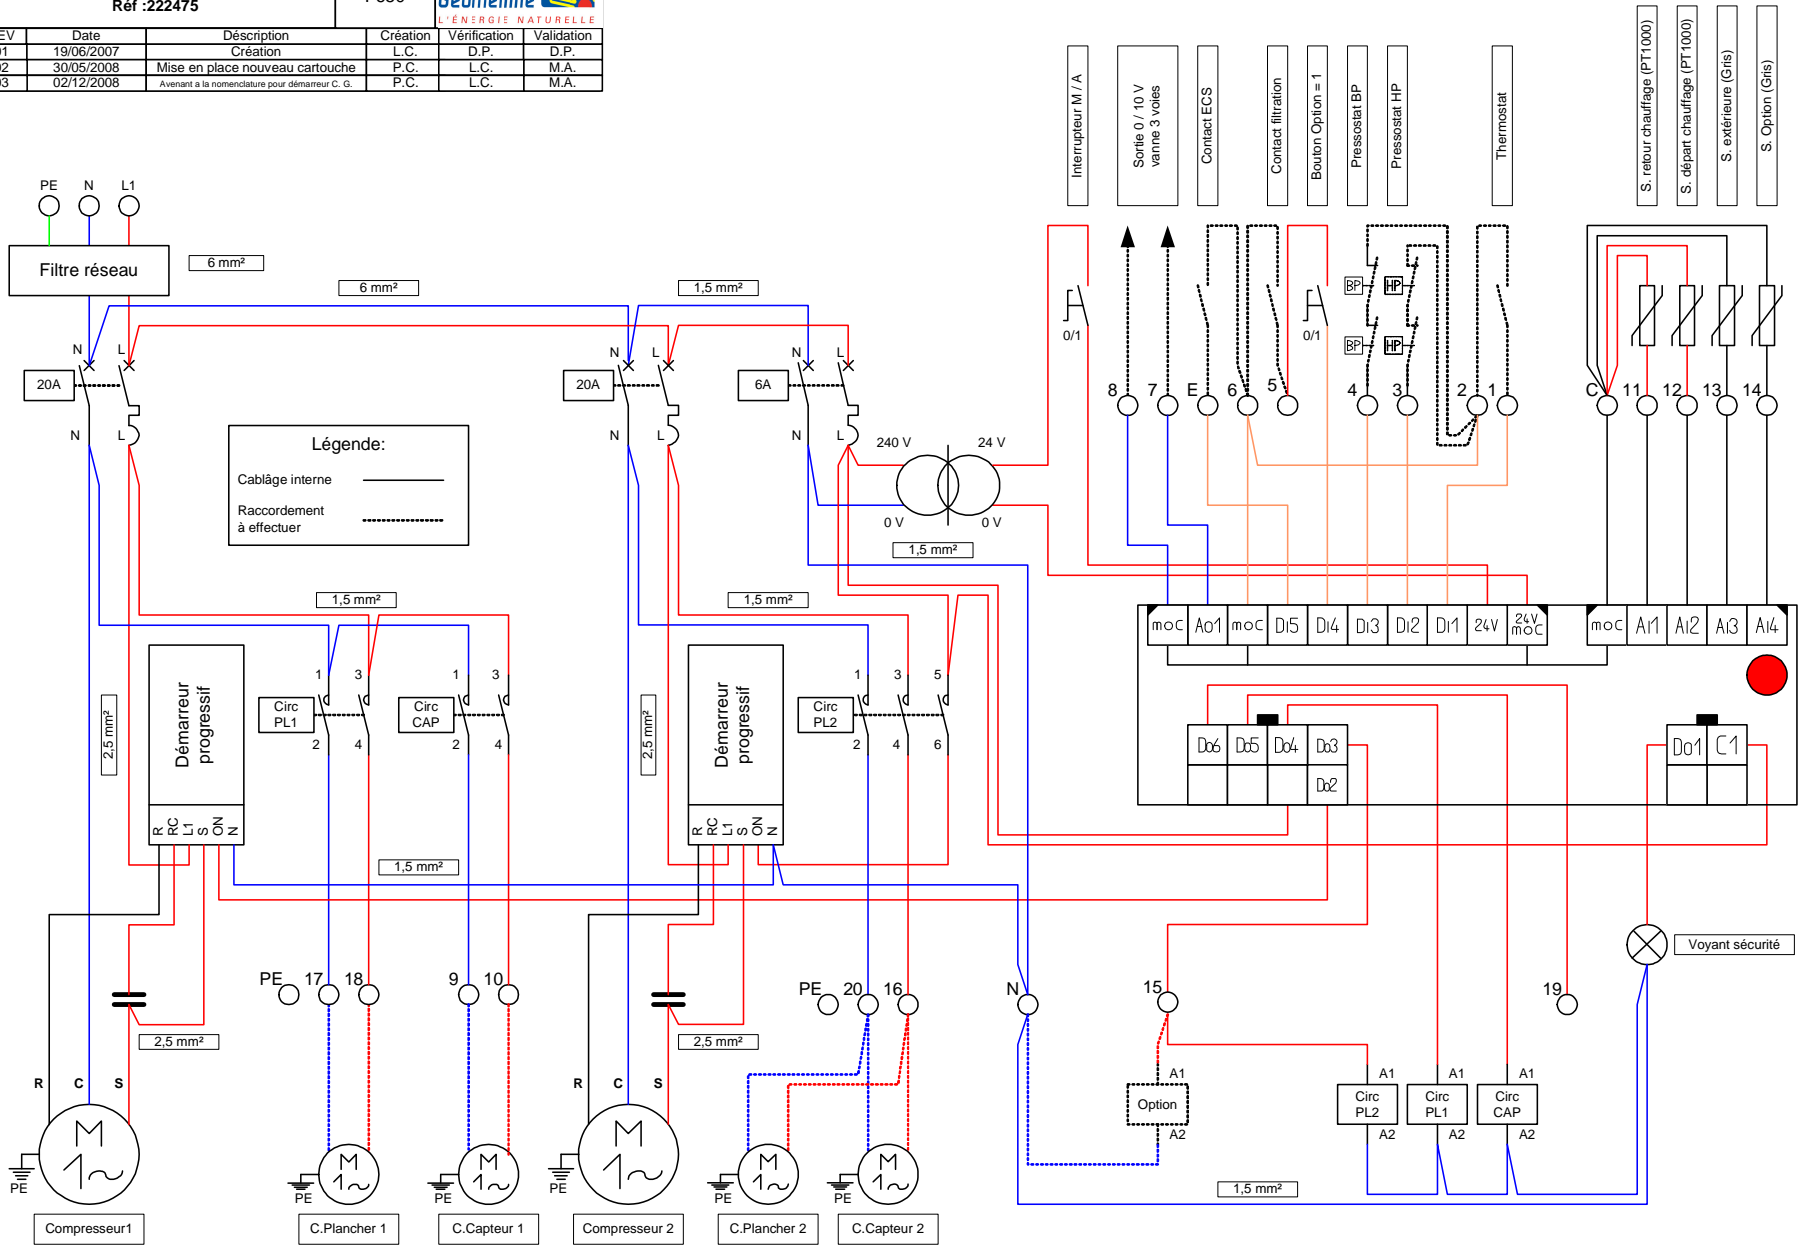 Réf :222475
L'ÉNERGIE NATURELLE
Date Déscription Création Vérification Validation
19/06/2007 Création L.C. D.P. D.P.
30/05/2008 Mise en place nouveau cartouche P.C. L.C. M.A.
02/12/2008 Avenant a la nomenclature pour démarreur C. G. P.C. L.C. M.A.
Interrupteur M / A
Sortie 0 / 10 V
vanne 3 voies
Contact ECS
Contact filtration
Bouton Option = 1
Pressostat BP
Pressostat HP
Thermostat
S. retour chauffage (PT1000)
S. départ chauffage (PT1000)
S. extérieure (Gris)
S. Option (Gris)
PE N L1
Filtre réseau
6 mm²
6 mm²
1,5 mm²
N L N L N L
20A 20A 6A
N L N L N L
0/1 0/1
BP HP
BP HP
8 7 E 6 5 4 3 2 1 C 11 12 13 14
Légende:
Cablâge interne
Raccordement
à effectuer
240 V 24 V
0 V 0 V
1,5 mm²
1,5 mm²
1,5 mm²
moC Ao1 moC Di5 Di4 Di3 Di2 Di1 24V 24V moC
moC Ai1 Ai2 Ai3 Ai4
Démarreur
progressif
2,5 mm²
1 3 1 3
Circ
PL1
Circ
CAP
2 4 2 4
Démarreur
progressif
2,5 mm²
1 3 5
Circ
PL2
2 4 6
Do6 Do5 Do4 Do3
Do2
Do1 C1
R RC L1 S ON N
R RC L1 S ON N
1,5 mm²
Voyant sécurité
PE 17 18 9 10 PE 20 16 N 15 19
2,5 mm²
2,5 mm²
R C S R C S
A1 A1 A1 A1
Option
Circ
PL2
Circ
PL1
Circ
CAP
A2 A2 A2 A2
M
1~
M
1~
M
1~
M
1~
M
1~
M
1~
PE PE PE PE PE PE
1,5 mm²
Compresseur1 C.Plancher 1 C.Capteur 1 Compresseur 2 C.Plancher 2 C.Capteur 2